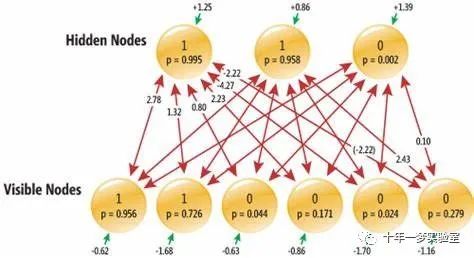 +1.25 +0.86 +1.39
Hidden Nodes
1 1 0
p = 0.995 p = 0.958 p = 0.002
-2.22
-4.27
2.78 1.32 0.80 2.23
(-2.22) 2.43 0.10
Visible Nodes
1 1 0 0 0 0
p = 0.956 p = 0.726 p = 0.044 p = 0.171 p = 0.024 p = 0.279
-0.62 -1.68 -0.63 -0.86 -1.70 -1.16
十年一梦实验室